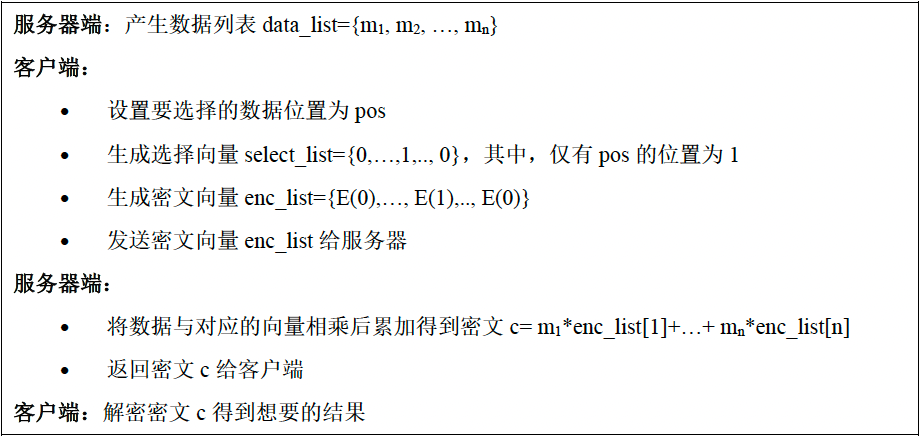 服务器端：产生数据列表 data_list={m1, m2, …, mn}
客户端：
• 设置要选择的数据位置为 pos
• 生成选择向量 select_list={0,…,1,.., 0}，其中，仅有 pos 的位置为 1
• 生成密文向量 enc_list={E(0),…, E(1),.., E(0)}
• 发送密文向量 enc_list 给服务器
服务器端：
• 将数据与对应的向量相乘后累加得到密文 c= m1*enc_list[1]+…+ mn*enc_list[n]
• 返回密文 c 给客户端
客户端：解密密文 c 得到想要的结果